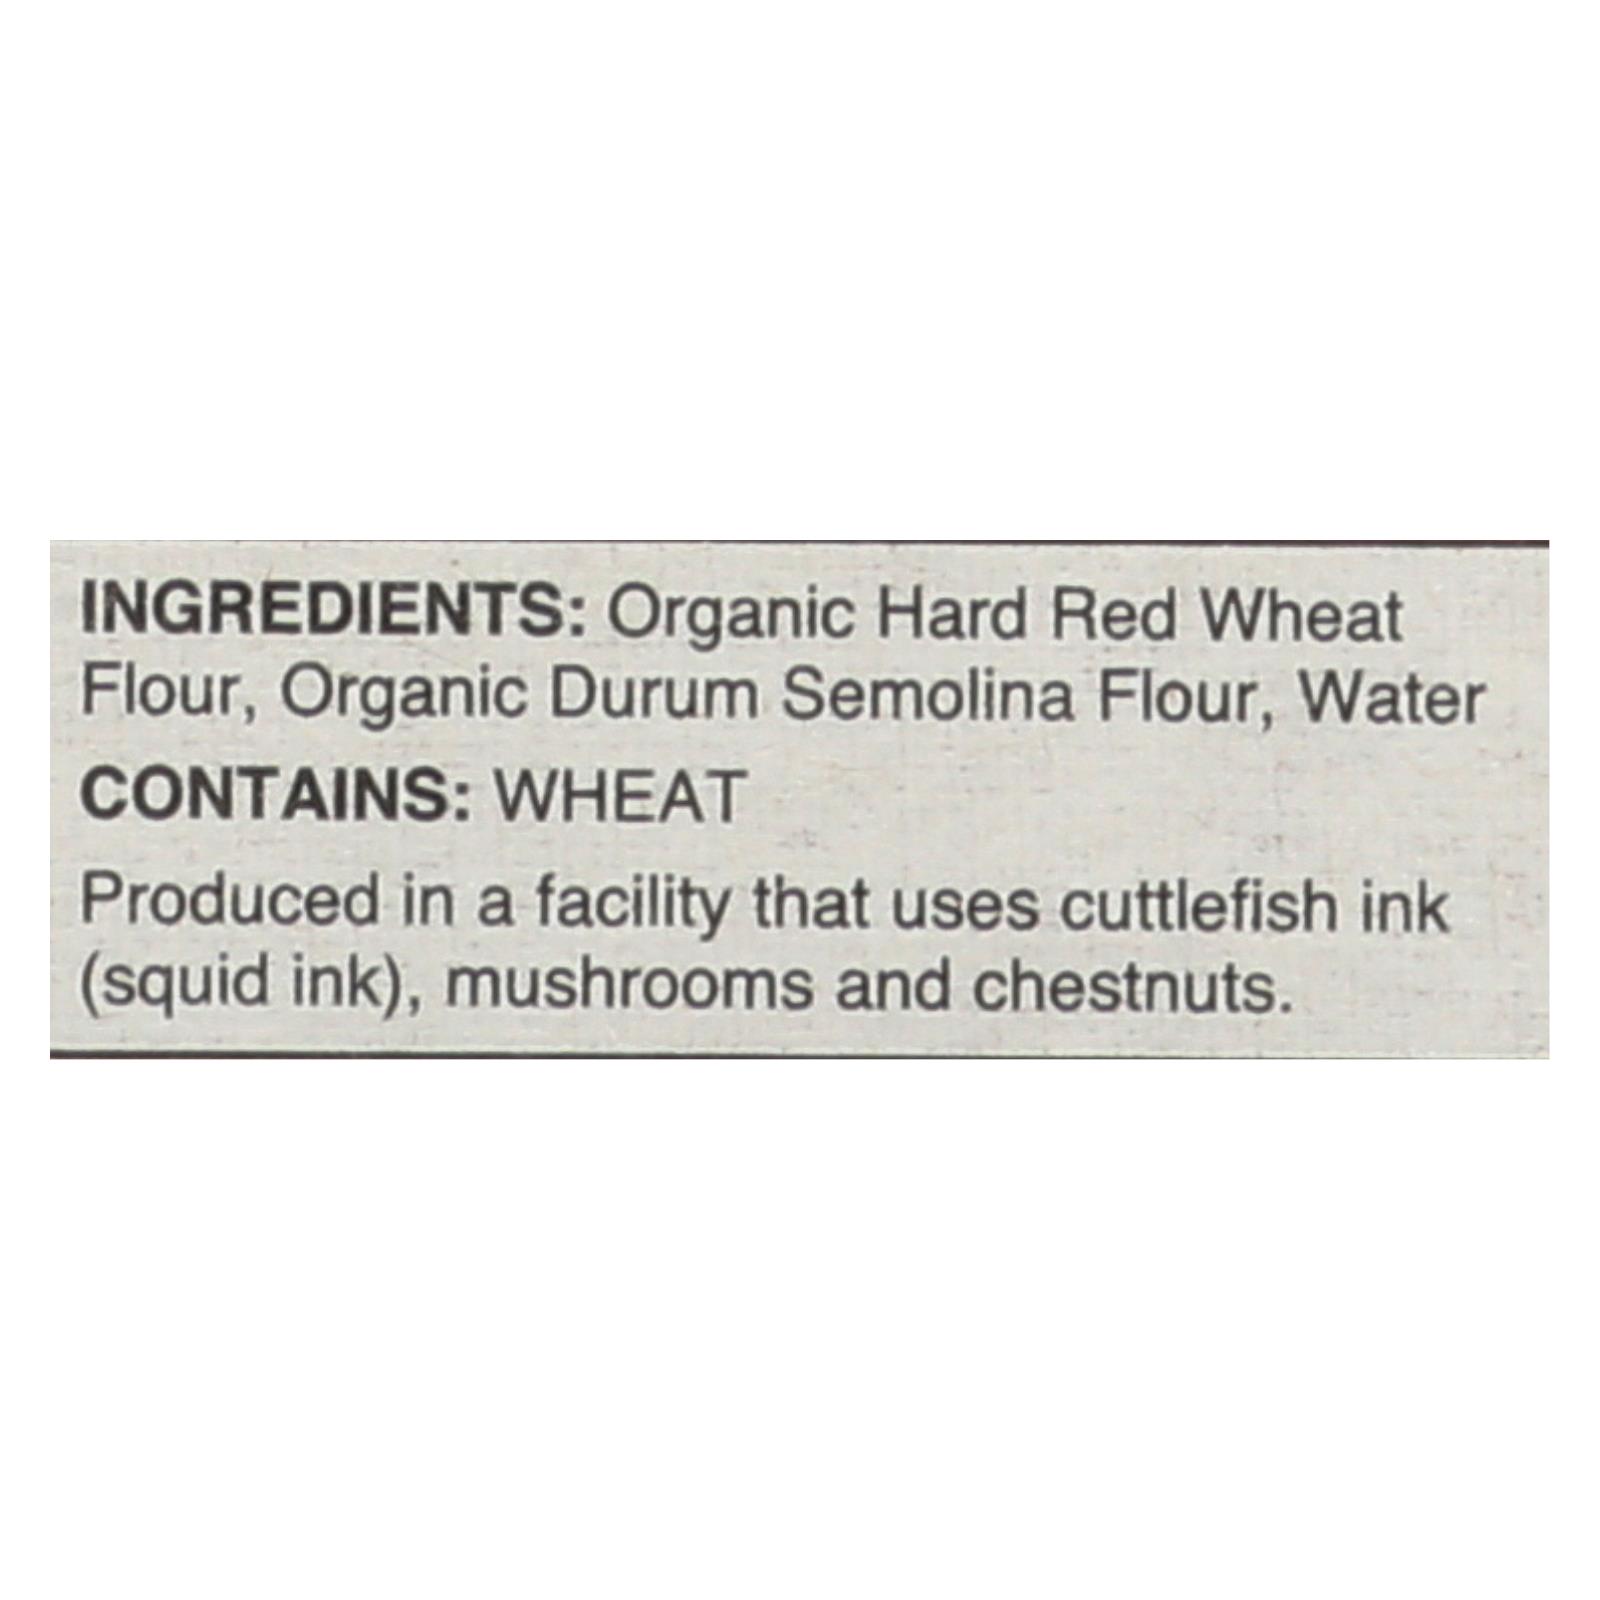 INGREDIENTS: Organic Hard Red Wheat
Flour, Organic Durum Semolina Flour, Water
CONTAINS: WHEAT
Produced in a facility that uses cuttlefish ink
(squid ink), mushrooms and chestnuts.